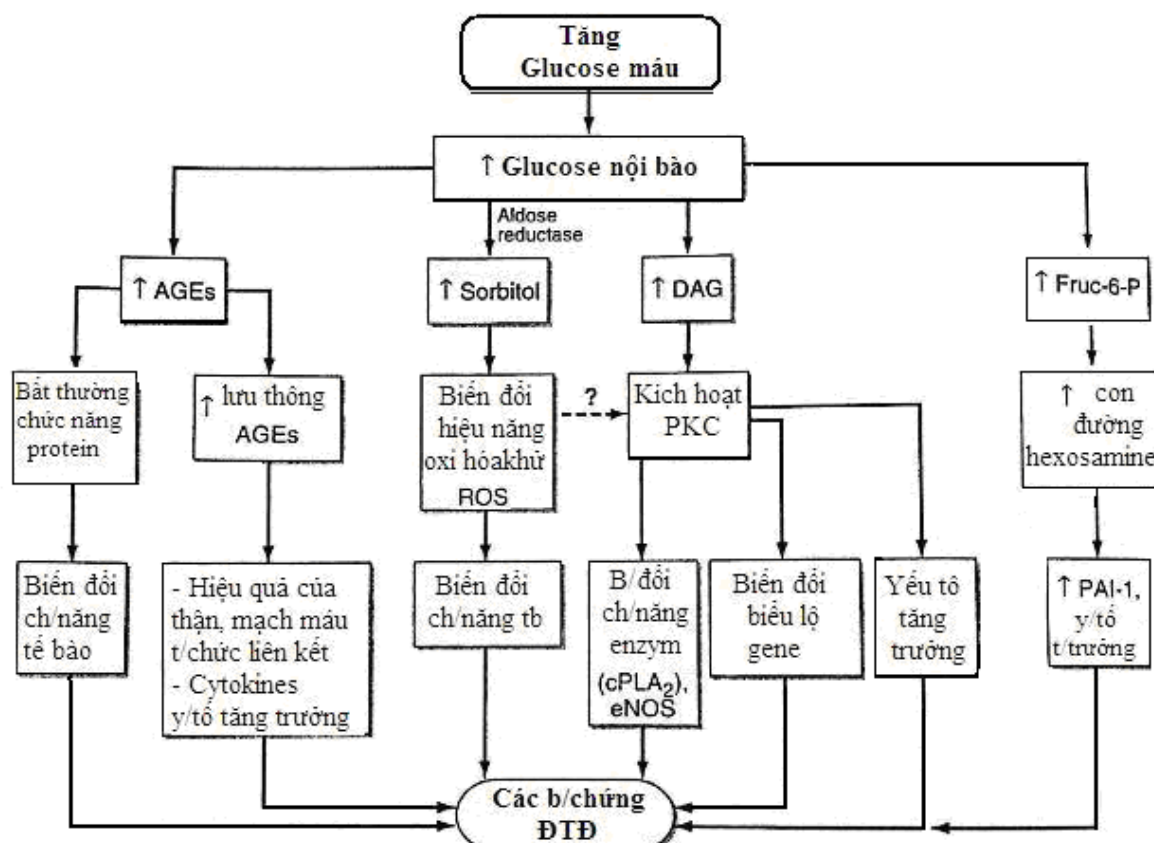 Tăng
Glucose máu
↑ Glucose nội bào
Aldose
reductase
↑ AGEs
↑ Sorbitol
↑ DAG
↑ Fruc-6-P
Bất thường
chức năng
protein
↑ lưu thông
AGEs
Biến đổi
hiệu năng
oxi hóakhử
ROS
?
Kích hoạt
PKC
↑ con
đường
hexosamine
Biến đổi
ch/năng
tế bào
- Hiệu quả của
thận, mạch máu
t/chức liên kết
- Cytokines
y/tố tăng trưởng
Biến đổi
ch/năng tb
B/đổi
ch/năng
enzym
(cPLA2),
eNOS
Biến đổi
biểu lộ
gene
Yếu tô
tăng
trưởng
↑ PAI-1,
y/tố
t/trưởng
Các b/chứng
ĐTĐ